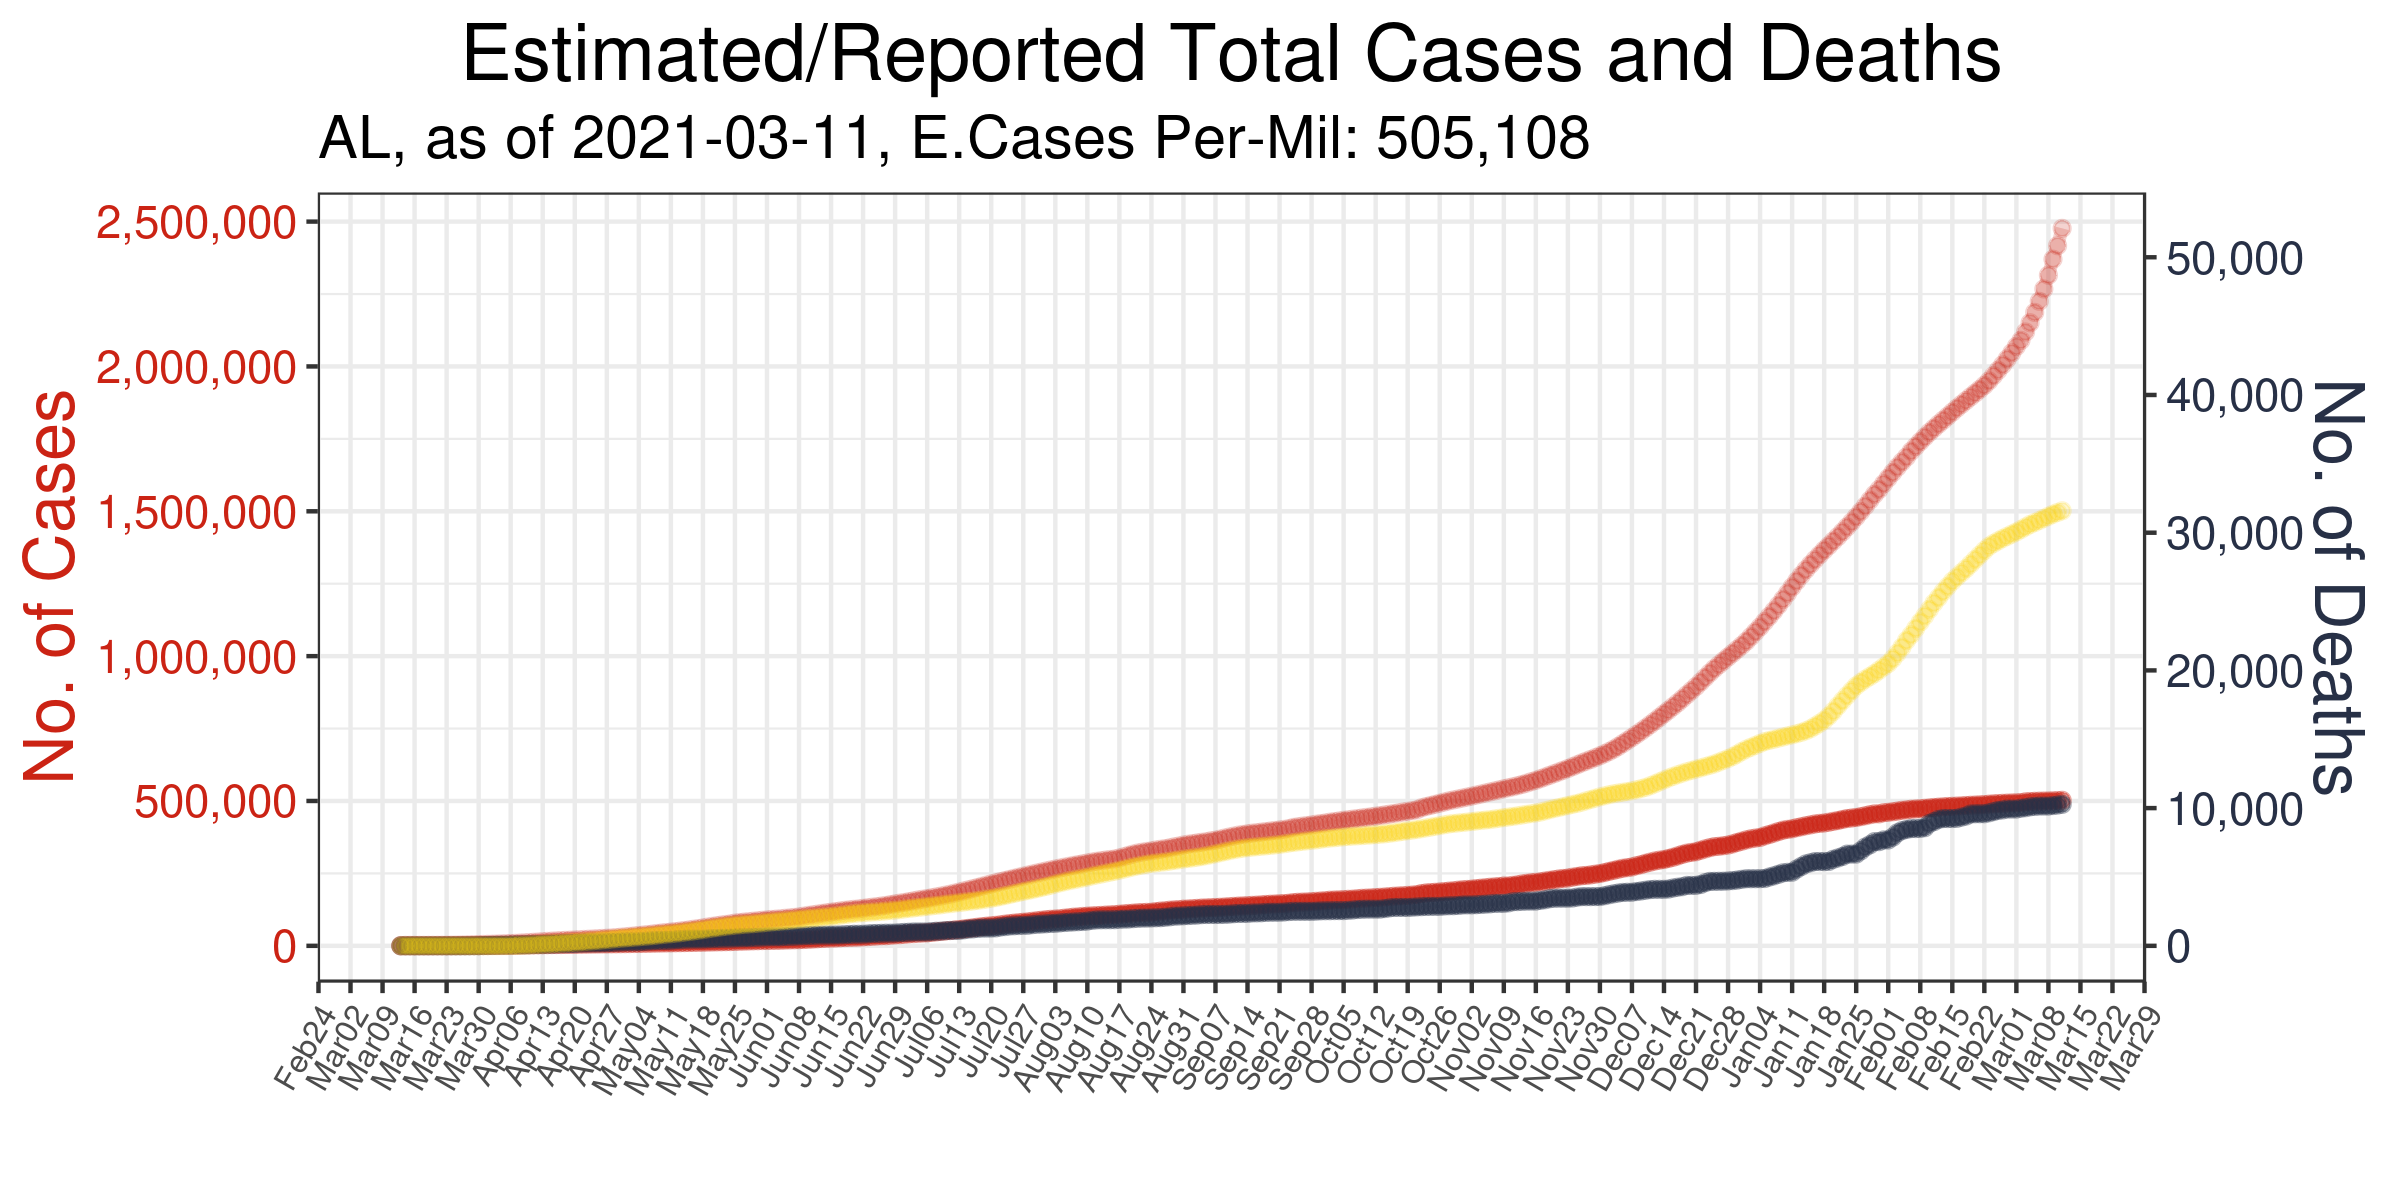 Estimated/Reported Total Cases and Deaths
AL, as of 2021-03-11, E.Cases Per-Mil: 505,108
No. of Cases
2,500,000
2,000,000
1,500,000
1,000,000
500,000
0
50,000
40,000
30,000
20,000
10,000
0
No. of Deaths
Feb24
Mar02
Mar09
Mar16
Mar23
Mar30
Apr06
Apr13
Apr20
Apr27
May04
May11
May18
May25
Jun01
Jun08
Jun15
Jun22
Jun29
Jul06
Jul13
Jul20
Jul27
Aug03
Aug10
Aug17
Aug24
Aug31
Sep07
Sep14
Sep21
Sep28
Oct05
Oct12
Oct19
Oct26
Nov02
Nov09
Nov16
Nov23
Nov30
Dec07
Dec14
Dec21
Dec28
Jan04
Jan11
Jan18
Jan25
Feb01
Feb08
Feb15
Feb22
Mar01
Mar08
Mar15
Mar22
Mar29